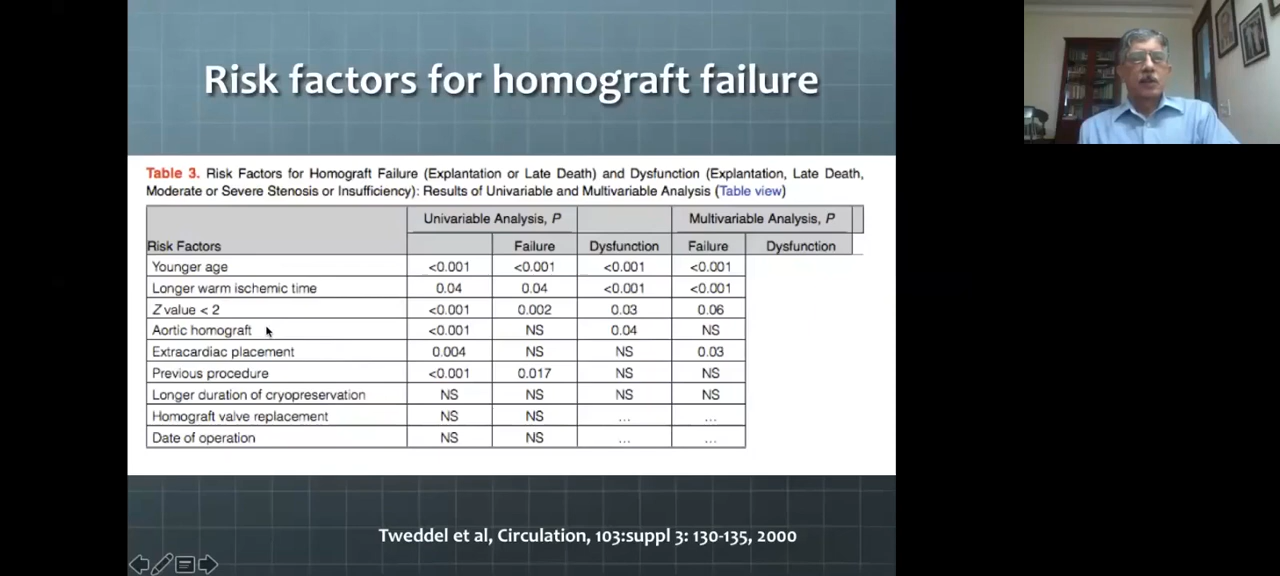 Risk factors for homograft failure
Table 3. Risk Factors for Homograft Failure (Explantation or Late Death) and Dysfunction (Explantation, Late Death,
Moderate or Severe Stenosis or Insufficiency): Results of Univariable and Multivariable Analysis (Table view)
Univariable Analysis, P Multivariable Analysis, P
Risk Factors Failure Dysfunction Failure Dysfunction
Younger age <0.001 <0.001 <0.001 <0.001
Longer warm ischemic time 0.04 0.04 <0.001 <0.001
Z value < 2 <0.001 0.002 0.03 0.06
Aortic homograft <0.001 NS 0.04 NS
Extracardiac placement 0.004 NS NS 0.03
Previous procedure <0.001 0.017 NS NS
Longer duration of cryopreservation NS NS NS NS
Homograft valve replacement NS NS ... ...
Date of operation NS NS ... ...
Tweddel et al, Circulation, 103:suppl 3: 130-135, 2000